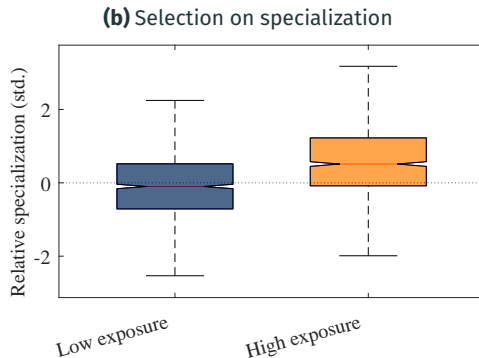 (b) Selection on specialization
Relative specialization (std.)
2
0
-2
Low exposure
High exposure